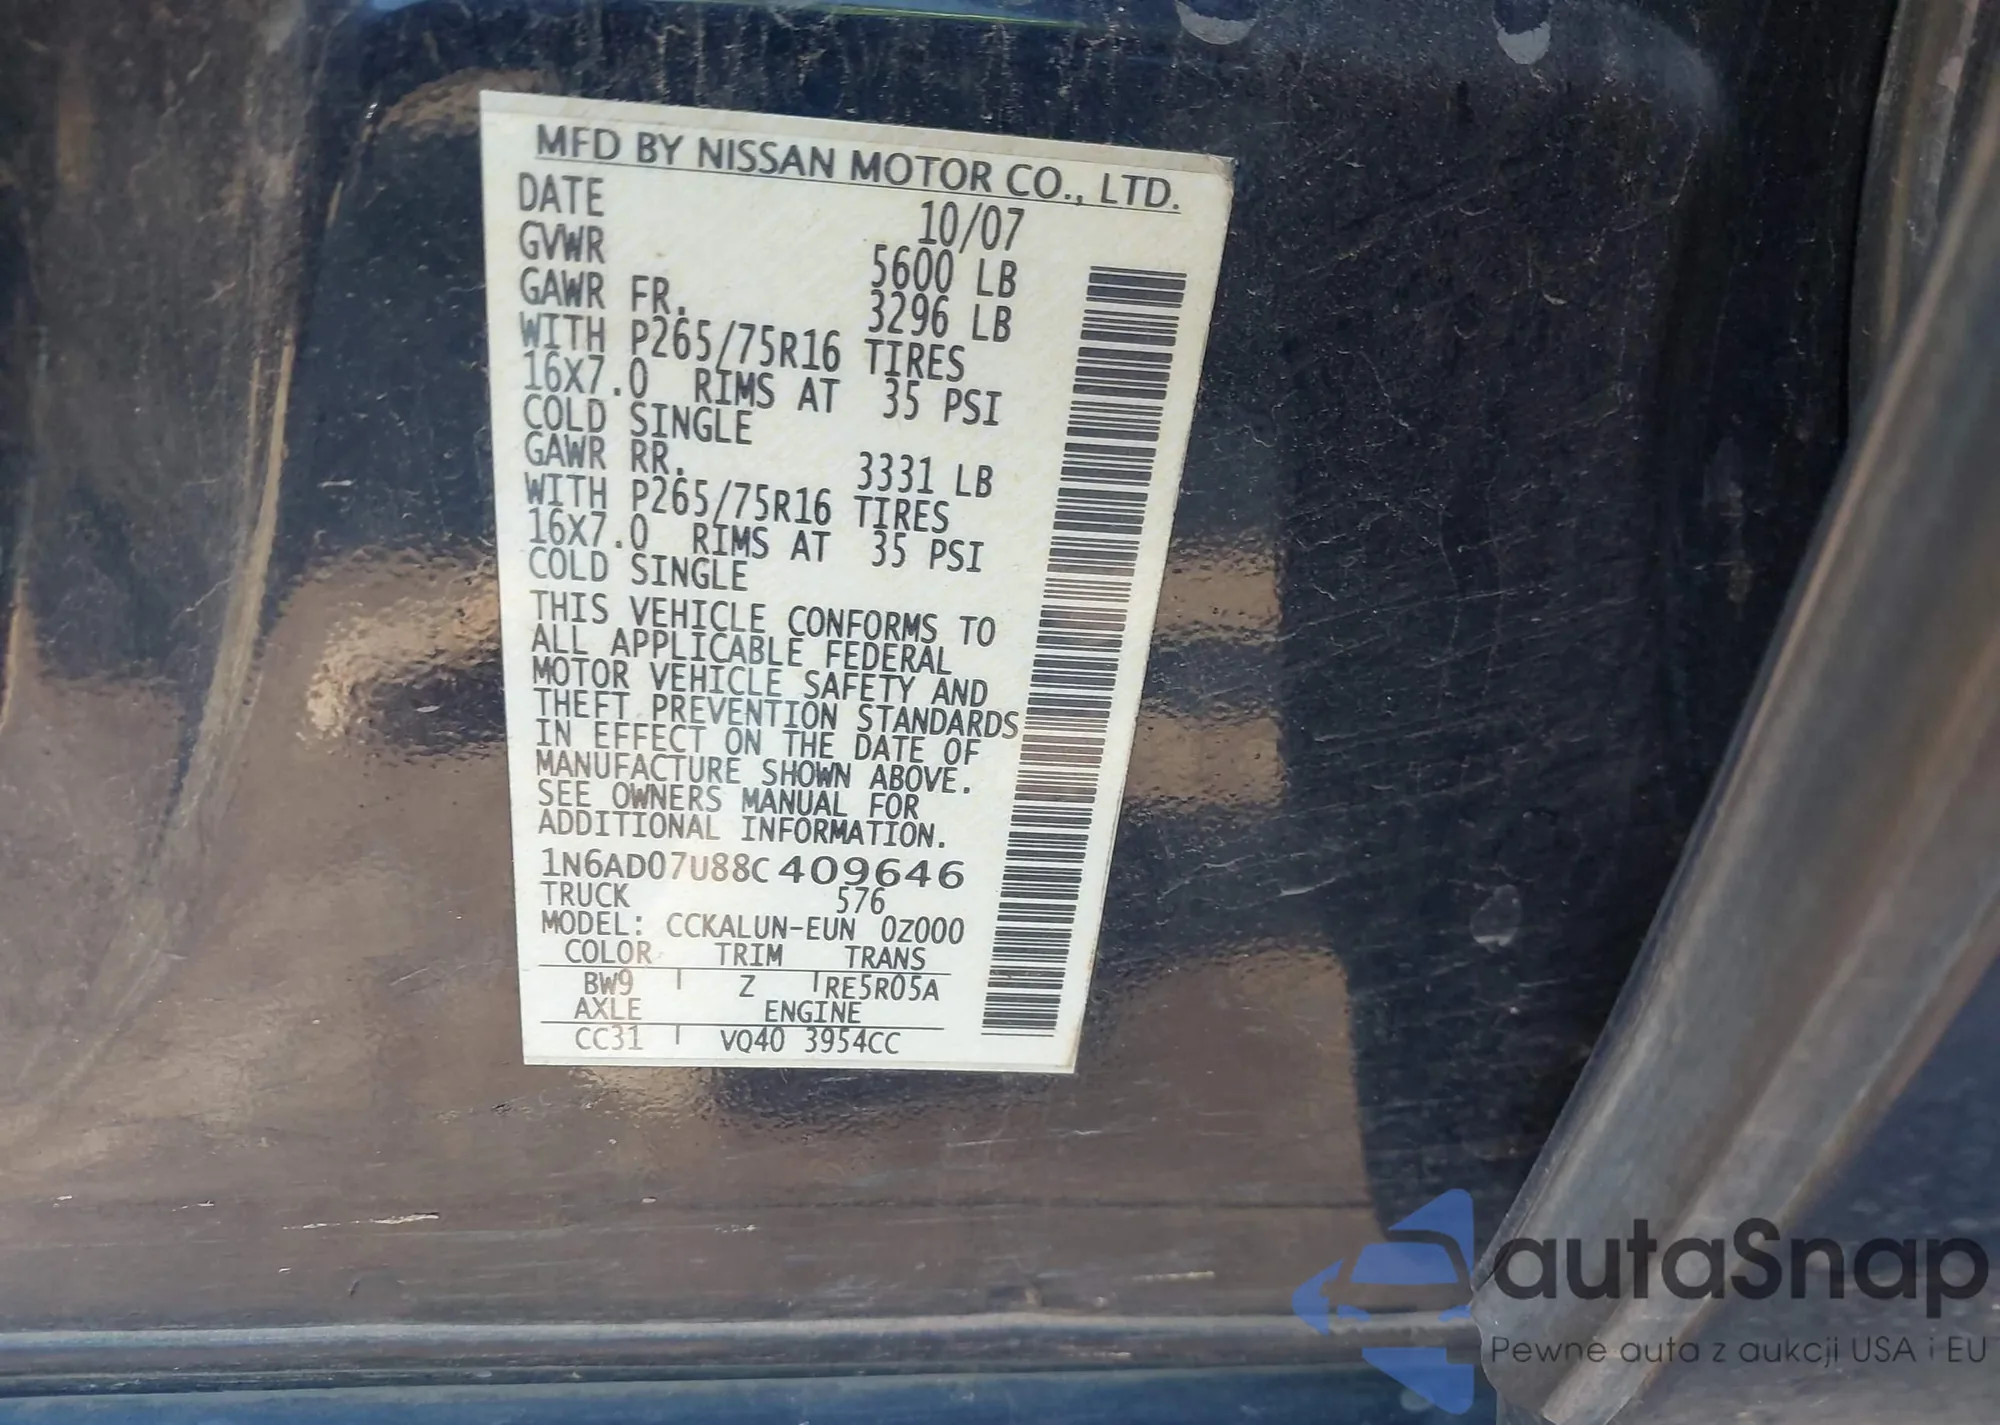 MFD BY NISSAN MOTOR CO., LTD.
DATE 10/07
GVWR 5600 LB
GAWR FR. 3296 LB
WITH P265/75R16 TIRES
16X7.0 RIMS AT 35 PSI
COLD SINGLE
GAWR RR. 3331 LB
WITH P265/75R16 TIRES
16X7.0 RIMS AT 35 PSI
COLD SINGLE
THIS VEHICLE CONFORMS TO
ALL APPLICABLE FEDERAL
MOTOR VEHICLE SAFETY AND
THEFT PREVENTION STANDARDS
IN EFFECT ON THE DATE OF
MANUFACTURE SHOWN ABOVE.
SEE OWNERS MANUAL FOR
ADDITIONAL INFORMATION.
1N6AD07U88C409646
TRUCK 576
MODEL: CCKALUN-EUN 0Z000
COLOR TRIM TRANS
BW9 Z RE5R05A
AXLE ENGINE
CC31 VQ40 3954CC
autaSnap
Pewne auta z aukcji USA i EU